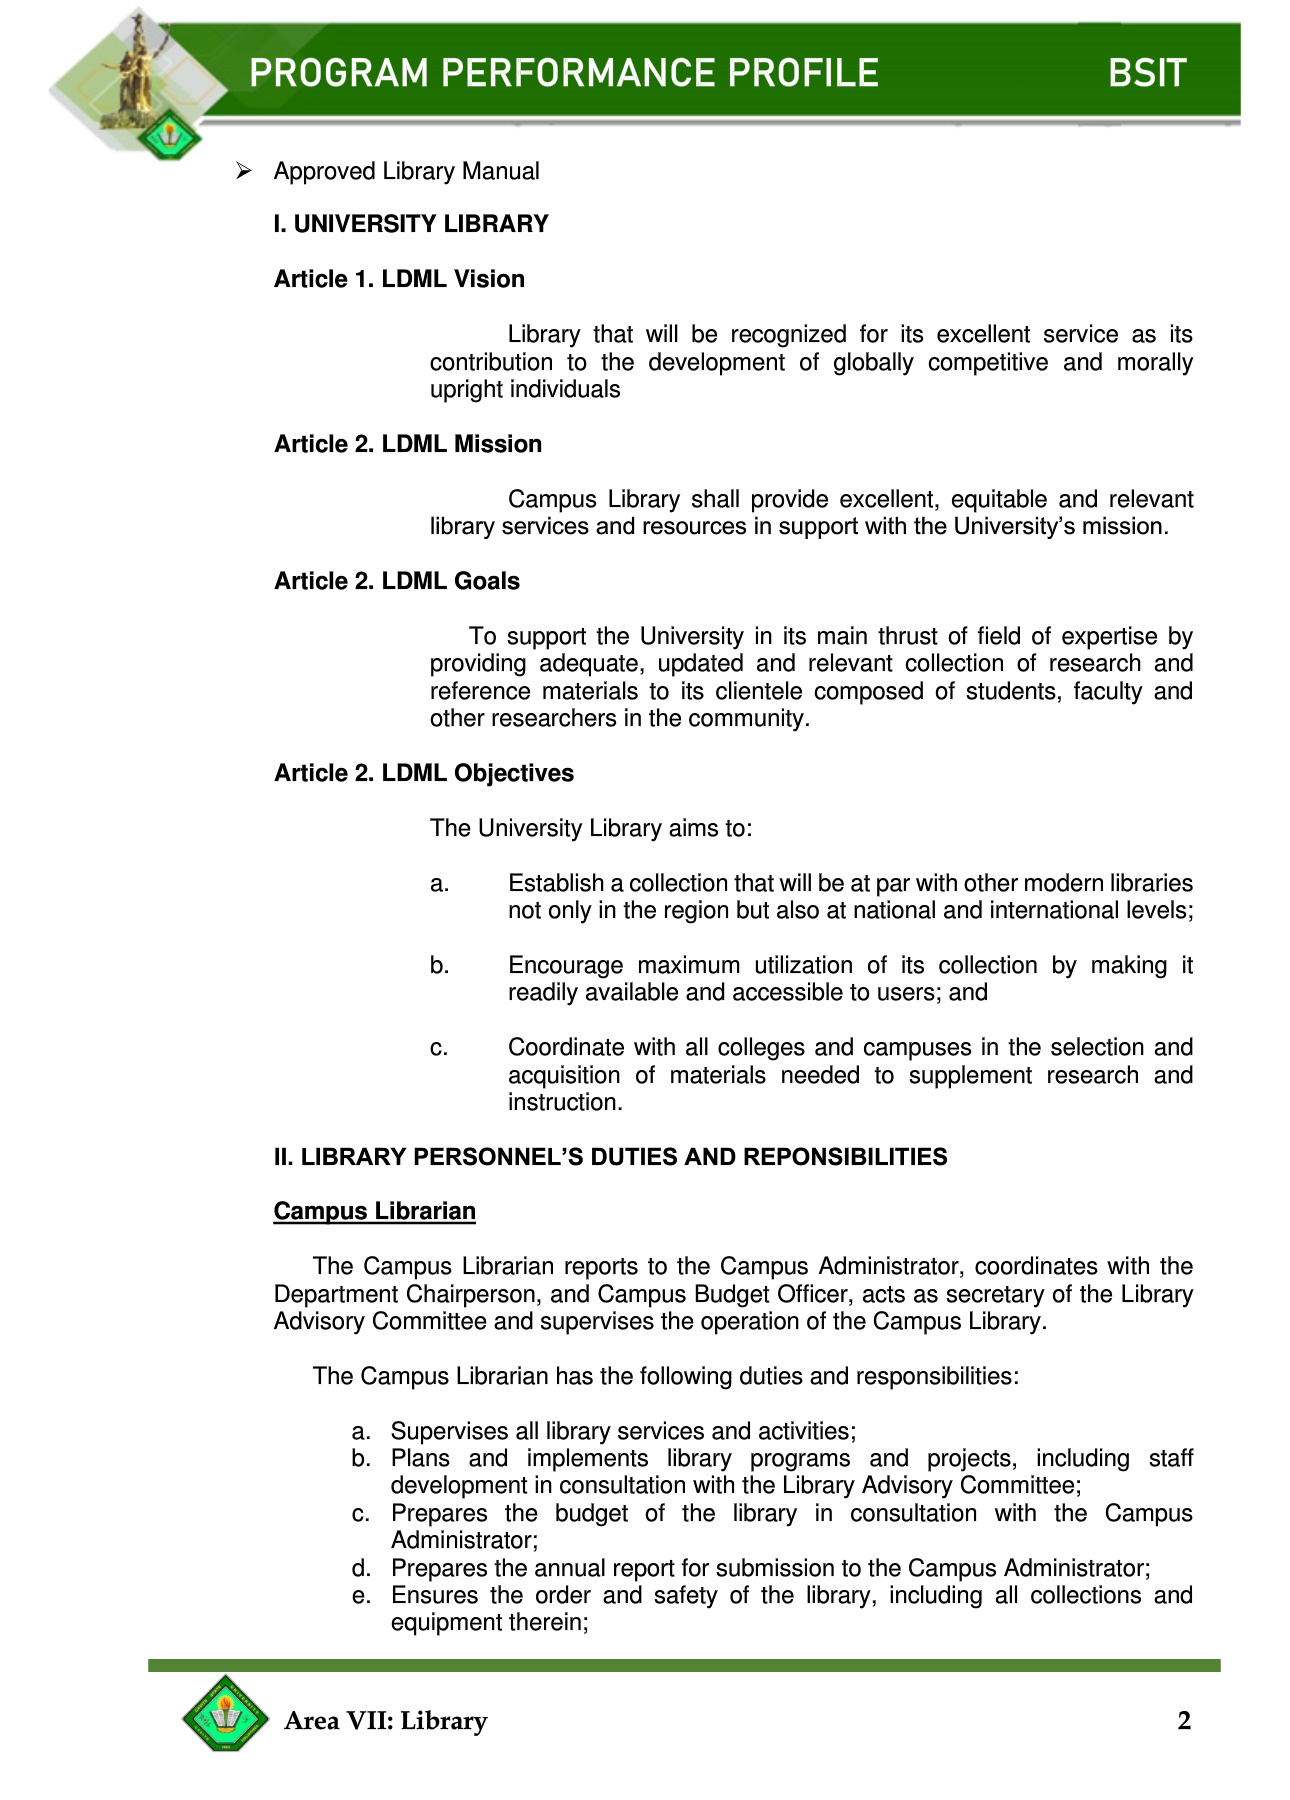 PROGRAM PERFORMANCE PROFILE BSIT
➢ Approved Library Manual
I. UNIVERSITY LIBRARY
Article 1. LDML Vision
Library that will be recognized for its excellent service as its
contribution to the development of globally competitive and morally
upright individuals
Article 2. LDML Mission
Campus Library shall provide excellent, equitable and relevant
library services and resources in support with the University’s mission.
Article 2. LDML Goals
To support the University in its main thrust of field of expertise by
providing adequate, updated and relevant collection of research and
reference materials to its clientele composed of students, faculty and
other researchers in the community.
Article 2. LDML Objectives
The University Library aims to:
a. Establish a collection that will be at par with other modern libraries
not only in the region but also at national and international levels;
b. Encourage maximum utilization of its collection by making it
readily available and accessible to users; and
c. Coordinate with all colleges and campuses in the selection and
acquisition of materials needed to supplement research and
instruction.
II. LIBRARY PERSONNEL’S DUTIES AND REPONSIBILITIES
Campus Librarian
The Campus Librarian reports to the Campus Administrator, coordinates with the
Department Chairperson, and Campus Budget Officer, acts as secretary of the Library
Advisory Committee and supervises the operation of the Campus Library.
The Campus Librarian has the following duties and responsibilities:
a. Supervises all library services and activities;
b. Plans and implements library programs and projects, including staff
development in consultation with the Library Advisory Committee;
c. Prepares the budget of the library in consultation with the Campus
Administrator;
d. Prepares the annual report for submission to the Campus Administrator;
e. Ensures the order and safety of the library, including all collections and
equipment therein;
Area VII: Library 2